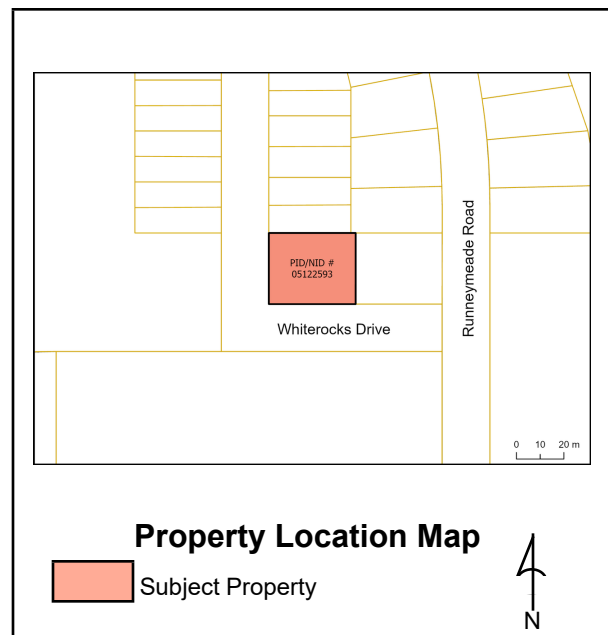 PID/NID #
05122593
Whiterocks Drive
Runneymeade Road
0 10 20 m
Property Location Map
Subject Property
N